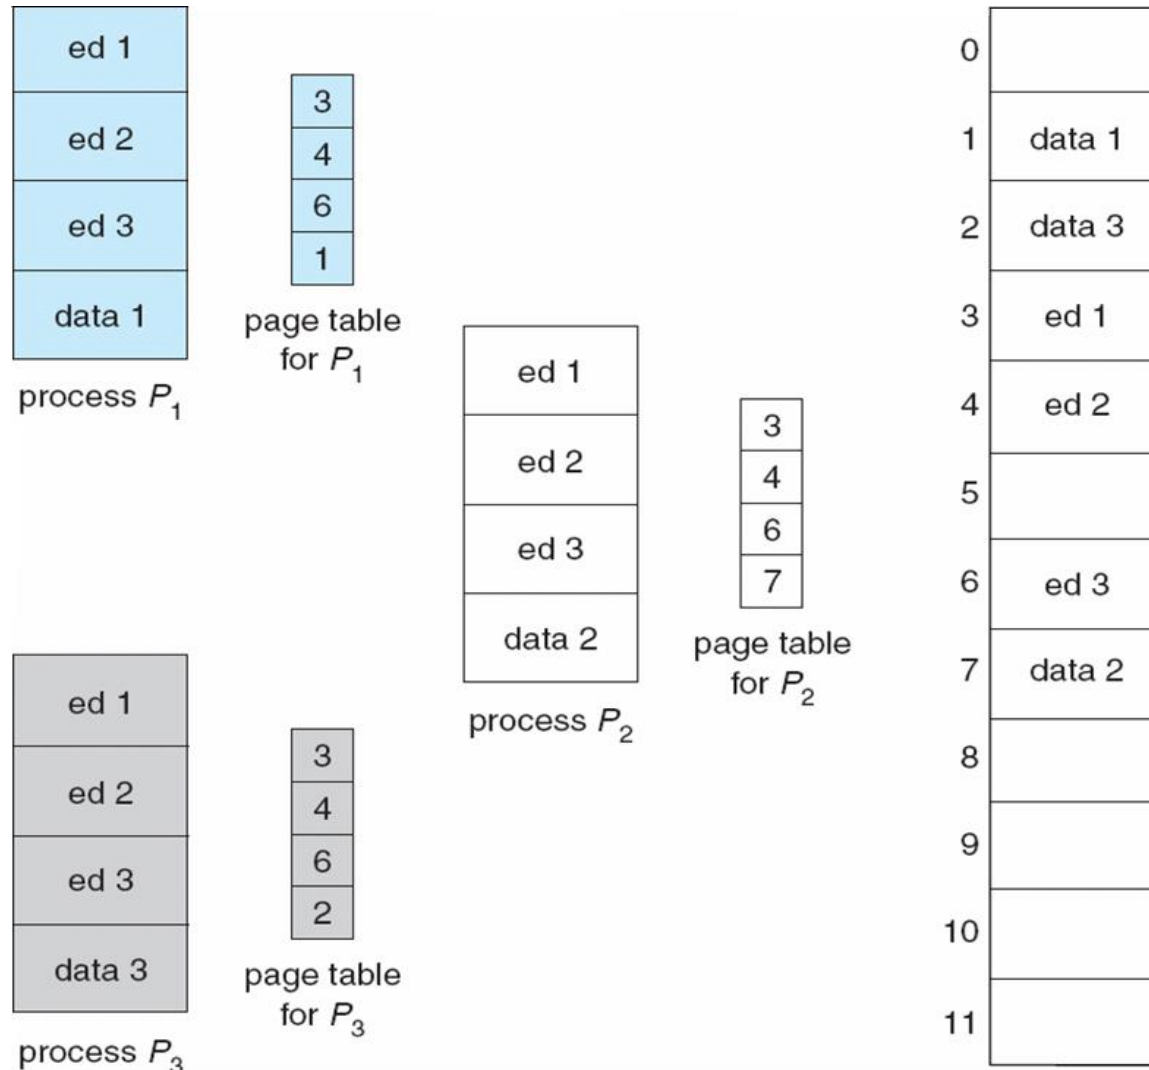 ed 1
ed 2
ed 3
data 1
process P1
3
4
6
1
page table
for P1
ed 1
ed 2
ed 3
data 2
process P2
3
4
6
7
page table
for P2
ed 1
ed 2
ed 3
data 3
process P3
3
4
6
2
page table
for P3
0
1 data 1
2 data 3
3 ed 1
4 ed 2
5
6 ed 3
7 data 2
8
9
10
11